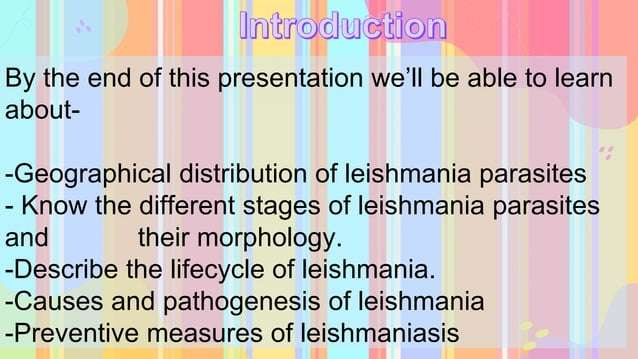 Introduction
By the end of this presentation we'll be able to learn
about-
-Geographical distribution of leishmania parasites
- Know the different stages of leishmania parasites
and their morphology.
-Describe the lifecycle of leishmania.
-Causes and pathogenesis of leishmania
-Preventive measures of leishmaniasis